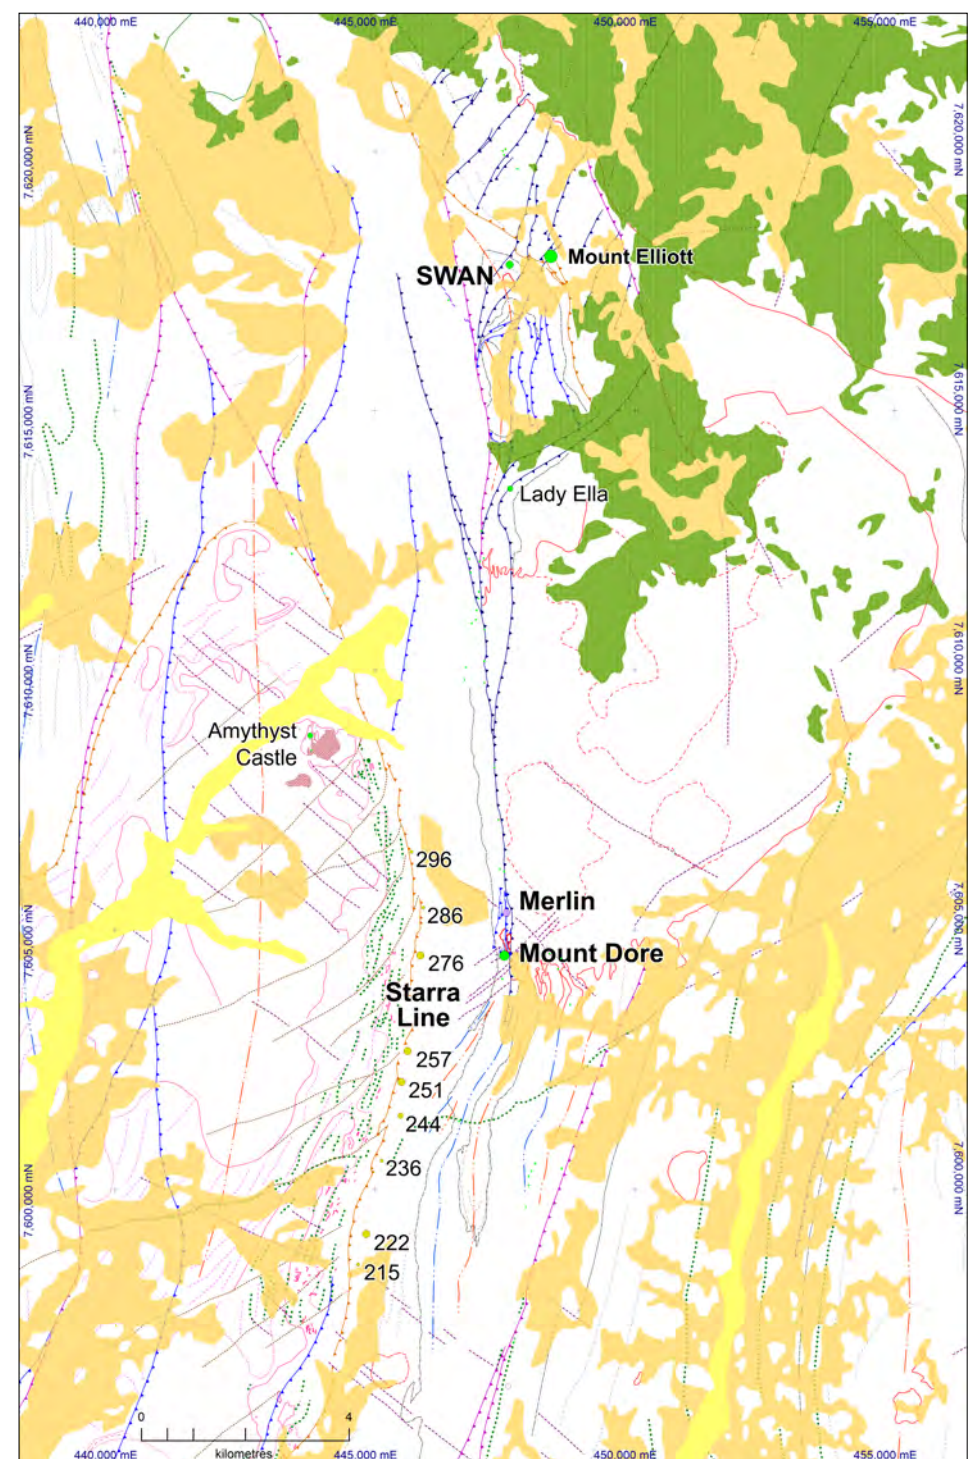 440,000 mE
445,000 mE
450,000 mE
455,000 mE
7,620,000 mN
7,620,000 mN
Mount Elliott
SWAN
7,615,000 mN
7,615,000 mN
Lady Ella
7,610,000 mN
7,610,000 mN
Amythyst
Castle
296
Merlin
286
7,605,000 mN
7,605,000 mN
Mount Dore
276
Starra
Line
257
251
244
236
7,600,000 mN
7,600,000 mN
222
215
0
4
kilometres
440,000 mE
445,000 mE
450,000 mE
455,000 mE